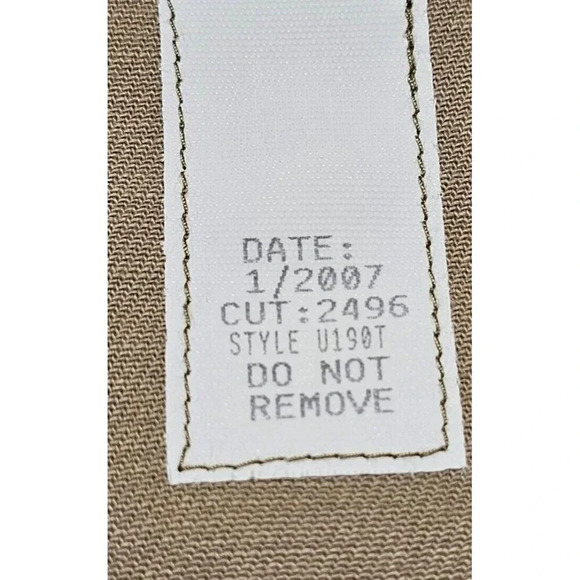 DATE:
1/2007
CUT:2496
STYLE U190T
DO NOT
REMOVE